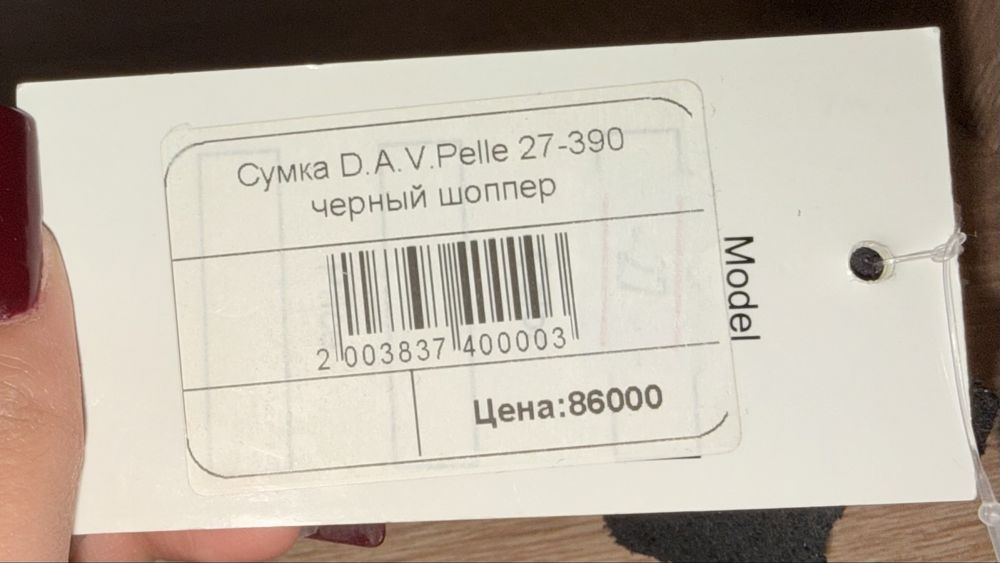 Сумка D.A.V.Pelle 27-390
черный шоппер
2 003837 400003
Цена:86000
Model